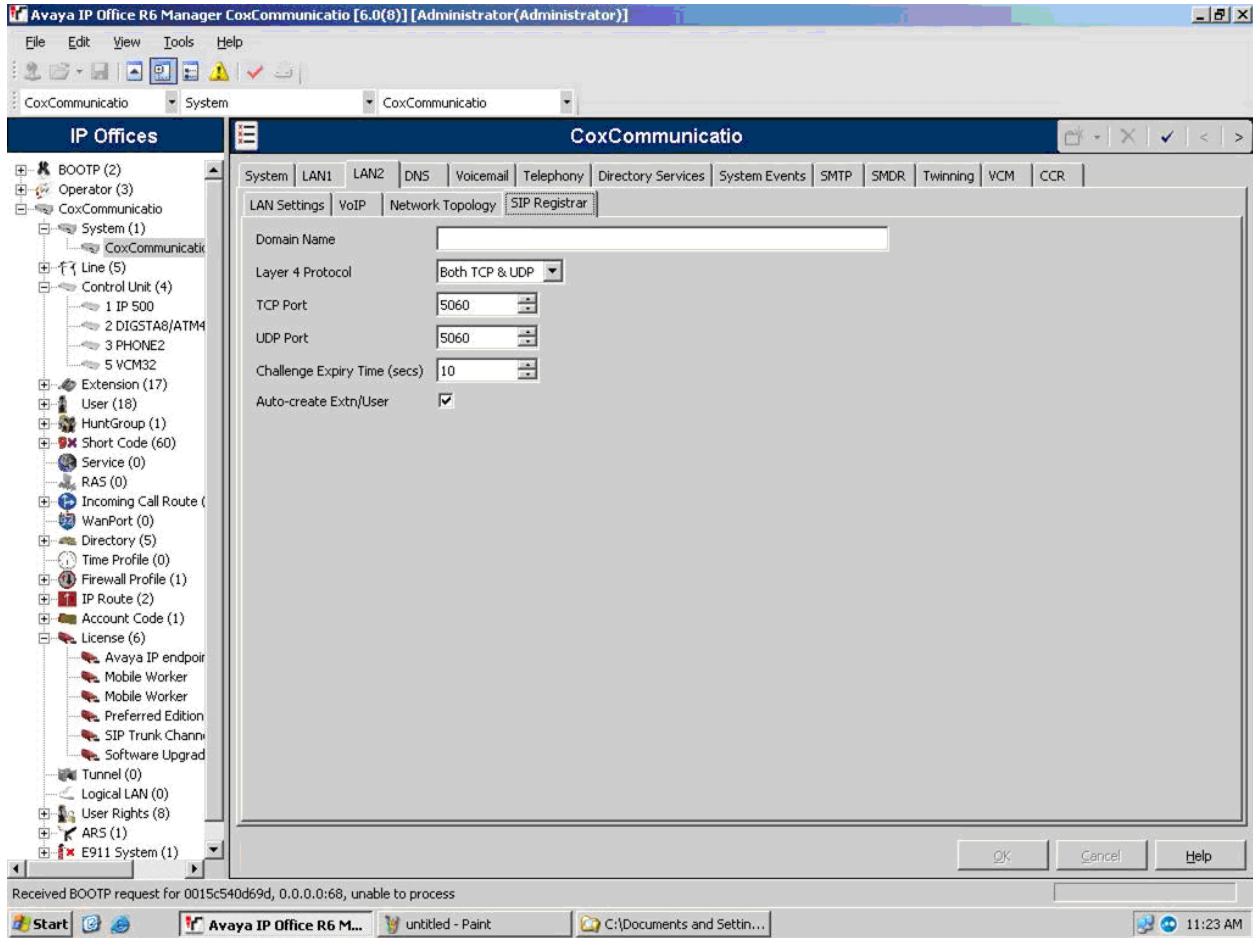 Avaya IP Office R6 Manager CoxCommunicatio [6.0(8)] [Administrator(Administrator)]
File Edit View Tools Help
CoxCommunicatio System CoxCommunicatio
IP Offices
CoxCommunicatio
BOOTP (2)
Operator (3)
CoxCommunicatio
System (1)
CoxCommunicatio
Line (5)
Control Unit (4)
1 IP 500
2 DIGSTA8/ATM4
3 PHONE2
5 VCM32
Extension (17)
User (18)
HuntGroup (1)
Short Code (60)
Service (0)
RAS (0)
Incoming Call Route (
WanPort (0)
Directory (5)
Time Profile (0)
Firewall Profile (1)
IP Route (2)
Account Code (1)
License (6)
Avaya IP endpoir
Mobile Worker
Mobile Worker
Preferred Edition
SIP Trunk Channe
Software Upgrad
Tunnel (0)
Logical LAN (0)
User Rights (8)
ARS (1)
E911 System (1)
System LAN1 LAN2 DNS Voicemail Telephony Directory Services System Events SMTP SMDR Twinning VCM CCR
LAN Settings VoIP Network Topology SIP Registrar
Domain Name
Layer 4 Protocol Both TCP & UDP
TCP Port 5060
UDP Port 5060
Challenge Expiry Time (secs) 10
Auto-create Extn/User
OK Cancel Help
Received BOOTP request for 0015c540d69d, 0.0.0.0:68, unable to process
Start Avaya IP Office R6 M... untitled - Paint C:\Documents and Settin... 11:23 AM